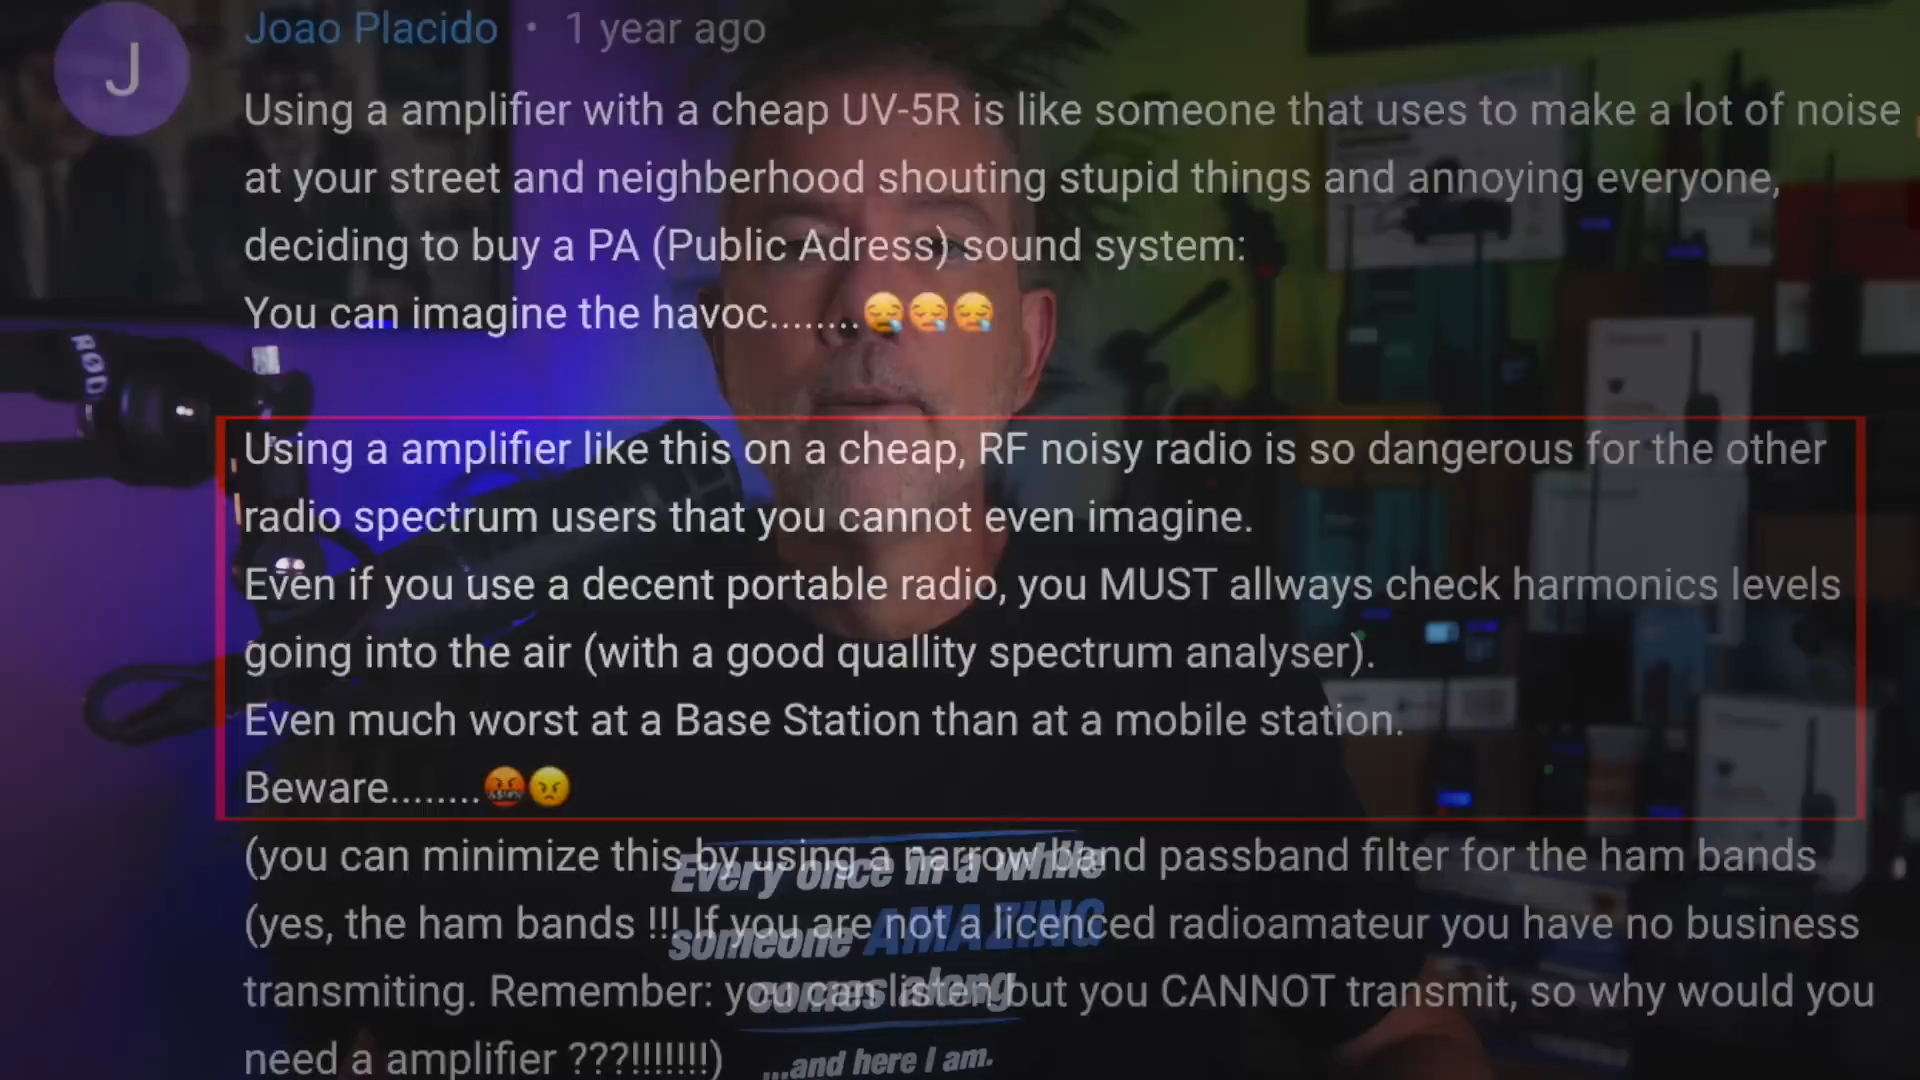 J
Joao Placido • 1 year ago
Using a amplifier with a cheap UV-5R is like someone that uses to make a lot of noise
at your street and neighberhood shouting stupid things and annoying everyone,
deciding to buy a PA (Public Adress) sound system:
You can imagine the havoc........😪😪😪
RØD
Using a amplifier like this on a cheap, RF noisy radio is so dangerous for the other
radio spectrum users that you cannot even imagine.
Even if you use a decent portable radio, you MUST allways check harmonics levels
going into the air (with a good quallity spectrum analyser).
Even much worst at a Base Station than at a mobile station.
Beware........🤬😠
(you can minimize this by using a narrow band passband filter for the ham bands
(yes, the ham bands !!! If you are not a licenced radioamateur you have no business
transmiting. Remember: you can listen but you CANNOT transmit, so why would you
need a amplifier ???!!!!!!!)
Every once in a while
someone AMAZING
comes along
...and here I am.